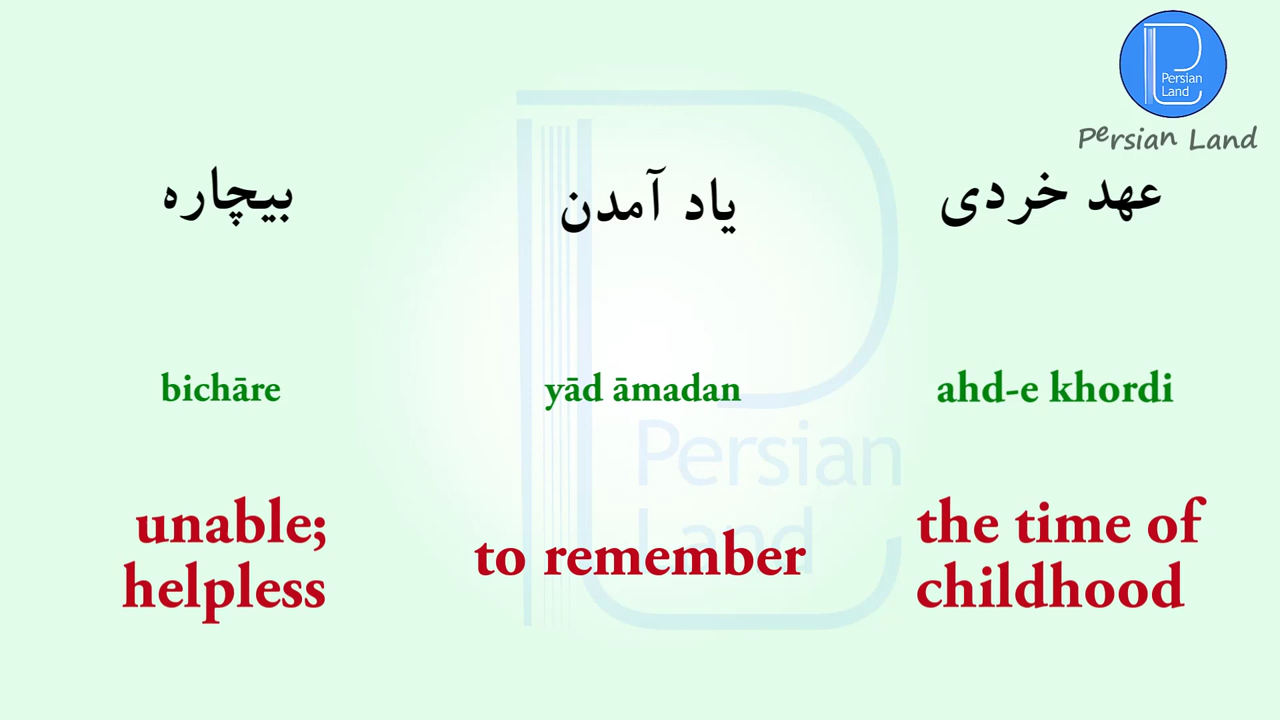 Persian
Land
Persian Land
عهد خردی
یاد آمدن
بیچاره
bichāre
yād āmadan
ahd-e khordi
Persian
Land
unable;
helpless
to remember
the time of
childhood